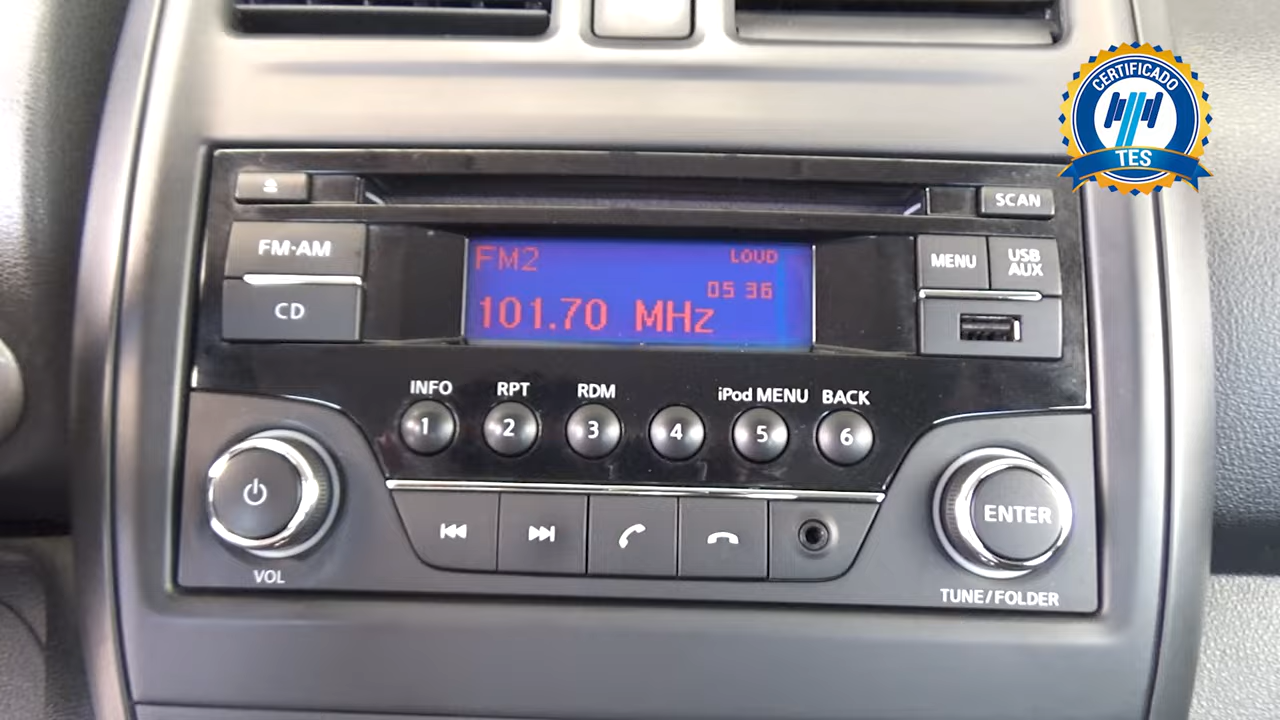 CERTIFICADO
TES
SCAN
FM·AM
CD
FM2
LOUD
05 36
101.70 MHz
MENU
USB
AUX
INFO
RPT
RDM
iPod MENU
BACK
1
2
3
4
5
6
VOL
ENTER
TUNE/FOLDER